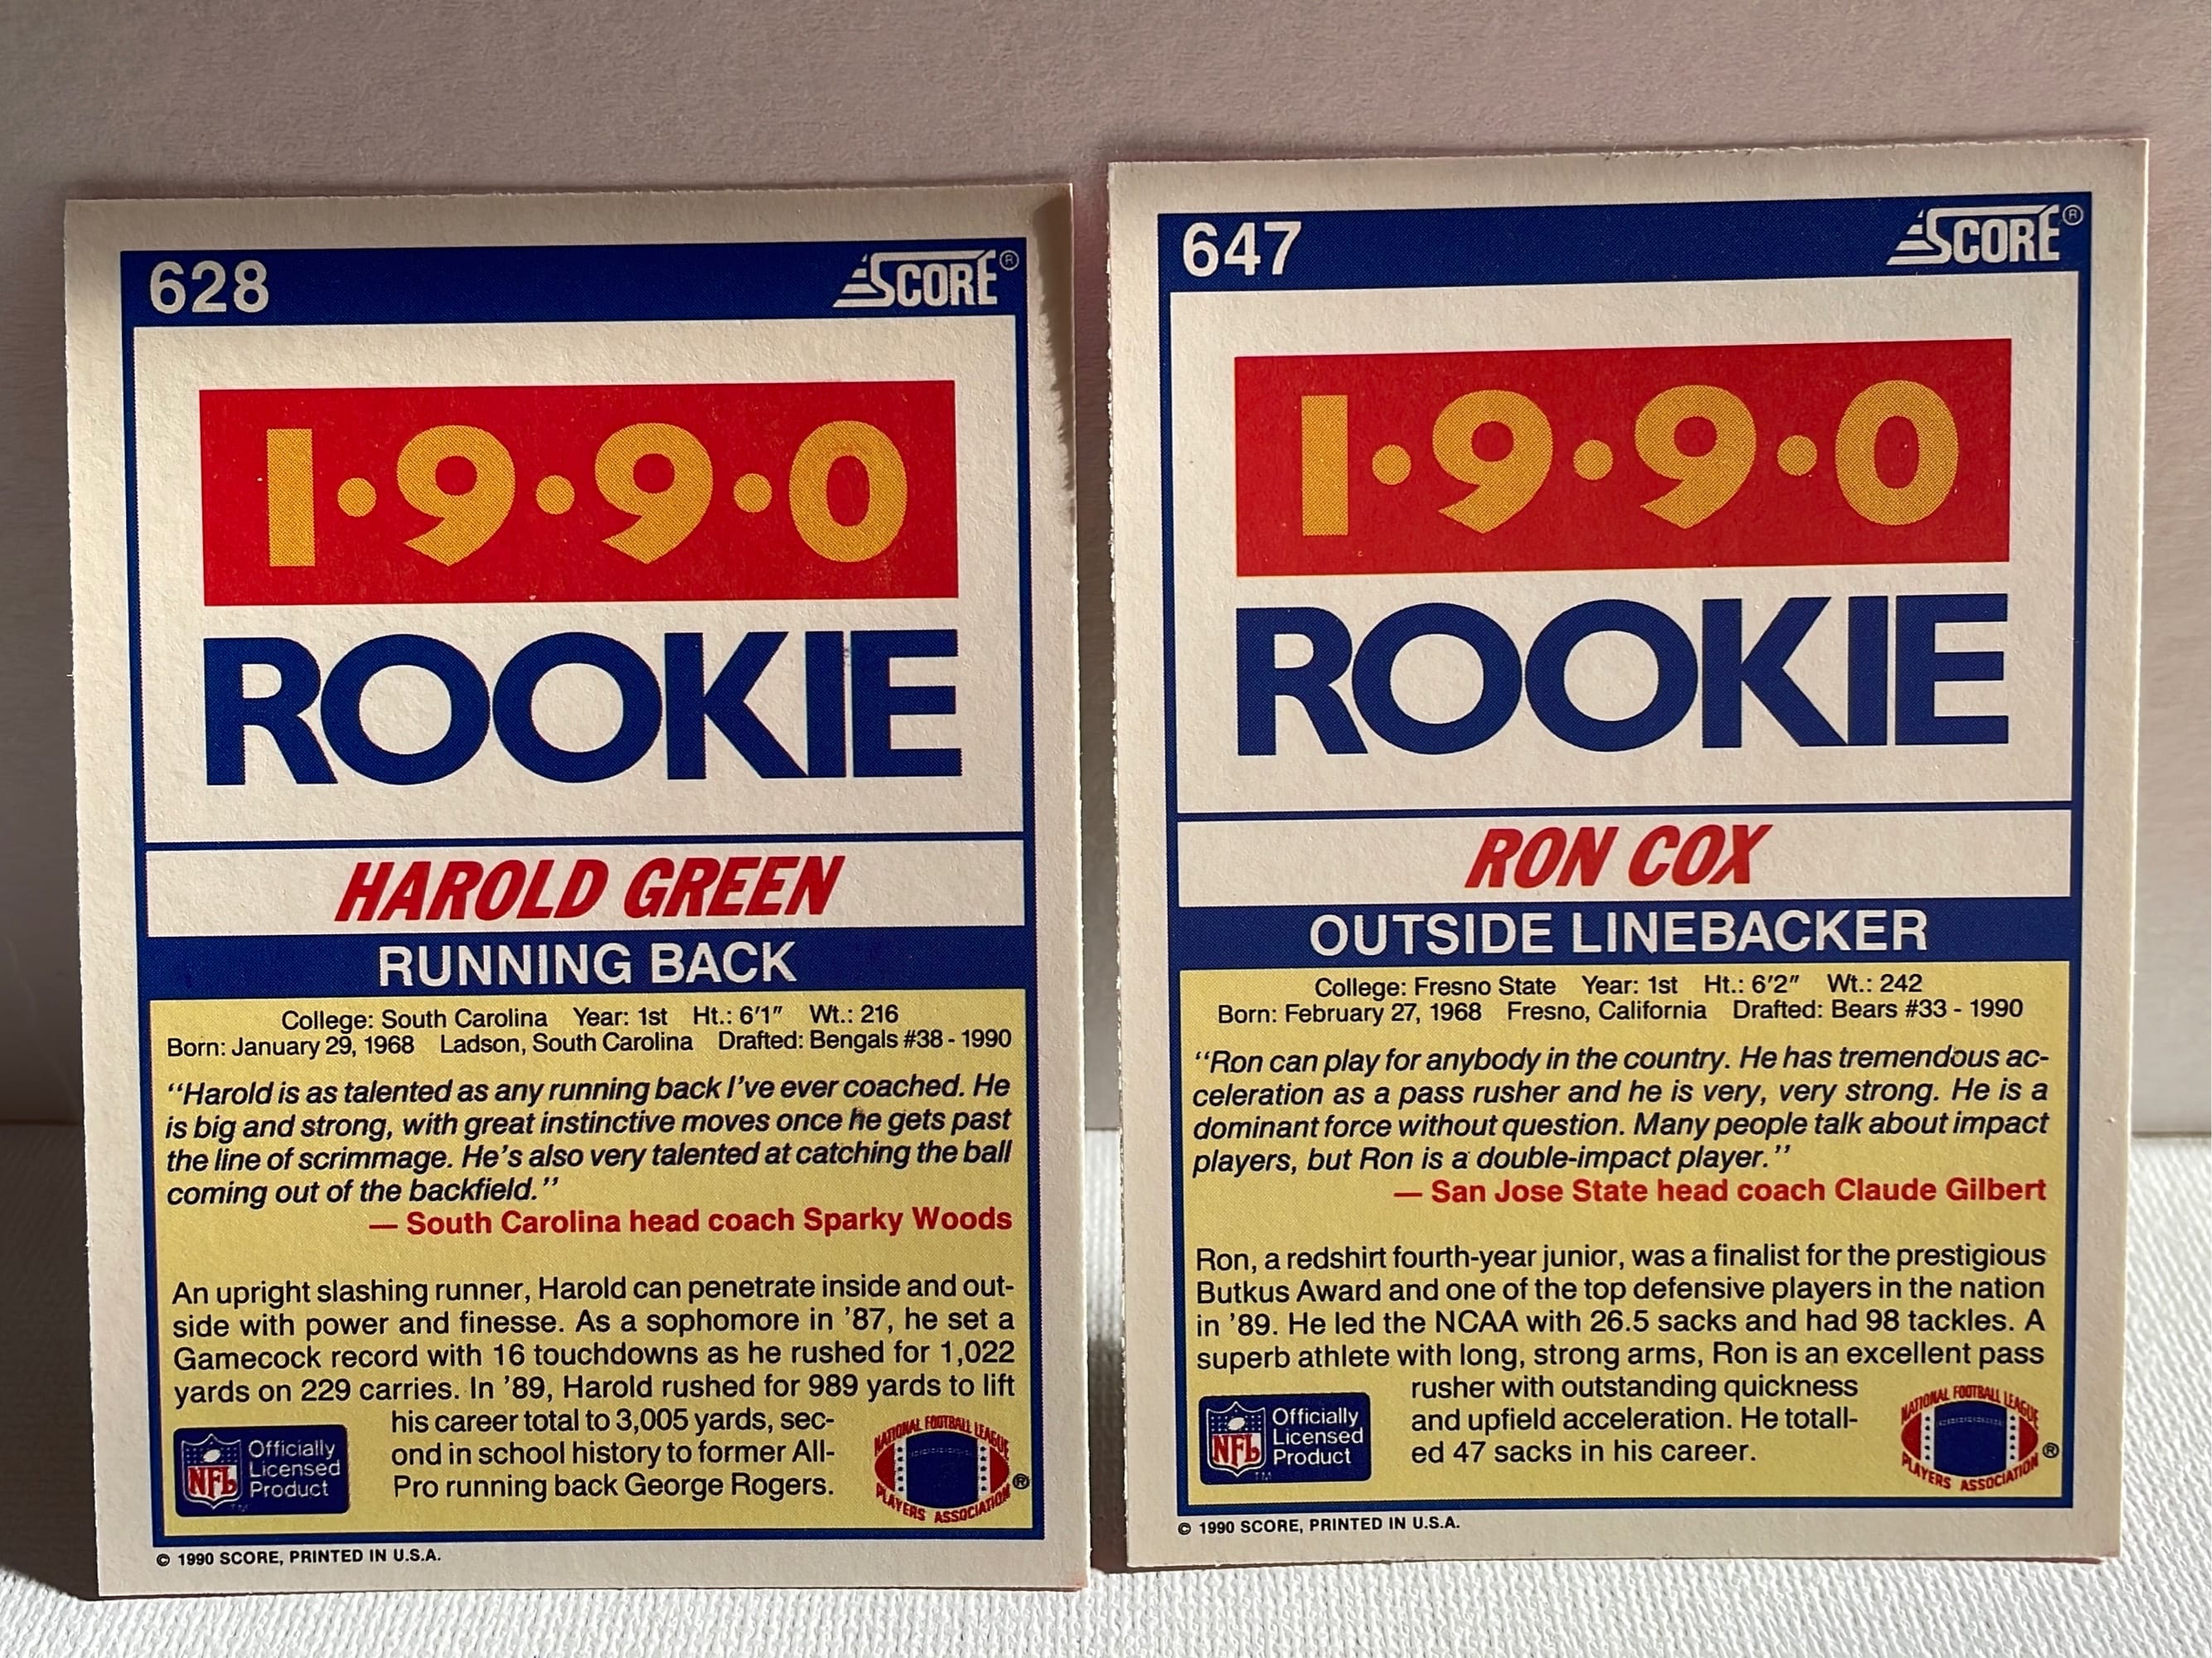 628 SCORE®
1·9·9·0
ROOKIE
HAROLD GREEN
RUNNING BACK
College: South Carolina Year: 1st Ht.: 6'1" Wt.: 216
Born: January 29, 1968 Ladson, South Carolina Drafted: Bengals #38 - 1990
"Harold is as talented as any running back I've ever coached. He
is big and strong, with great instinctive moves once he gets past
the line of scrimmage. He's also very talented at catching the ball
coming out of the backfield."
— South Carolina head coach Sparky Woods
An upright slashing runner, Harold can penetrate inside and out-
side with power and finesse. As a sophomore in '87, he set a
Gamecock record with 16 touchdowns as he rushed for 1,022
yards on 229 carries. In '89, Harold rushed for 989 yards to lift
his career total to 3,005 yards, sec-
ond in school history to former All-
Pro running back George Rogers.
NFL
Officially
Licensed
Product
TM
NATIONAL FOOTBALL LEAGUE
PLAYERS ASSOCIATION
®
© 1990 SCORE, PRINTED IN U.S.A.
647 SCORE®
1·9·9·0
ROOKIE
RON COX
OUTSIDE LINEBACKER
College: Fresno State Year: 1st Ht.: 6'2" Wt.: 242
Born: February 27, 1968 Fresno, California Drafted: Bears #33 - 1990
"Ron can play for anybody in the country. He has tremendous ac-
celeration as a pass rusher and he is very, very strong. He is a
dominant force without question. Many people talk about impact
players, but Ron is a double-impact player."
— San Jose State head coach Claude Gilbert
Ron, a redshirt fourth-year junior, was a finalist for the prestigious
Butkus Award and one of the top defensive players in the nation
in '89. He led the NCAA with 26.5 sacks and had 98 tackles. A
superb athlete with long, strong arms, Ron is an excellent pass
rusher with outstanding quickness
and upfield acceleration. He totall-
ed 47 sacks in his career.
NFL
Officially
Licensed
Product
TM
NATIONAL FOOTBALL LEAGUE
PLAYERS ASSOCIATION
®
© 1990 SCORE, PRINTED IN U.S.A.